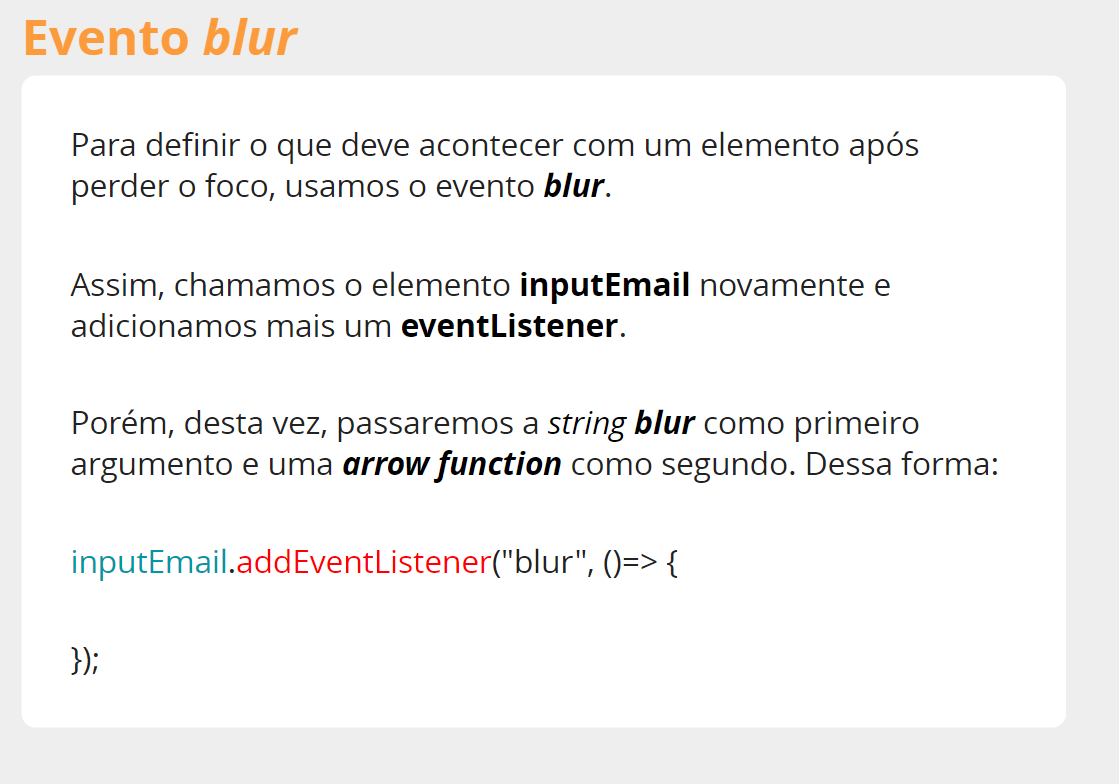 Evento blur
Para definir o que deve acontecer com um elemento após
perder o foco, usamos o evento blur.
Assim, chamamos o elemento inputEmail novamente e
adicionamos mais um eventListener.
Porém, desta vez, passaremos a string blur como primeiro
argumento e uma arrow function como segundo. Dessa forma:
inputEmail.addEventListener("blur", ()=> {
});